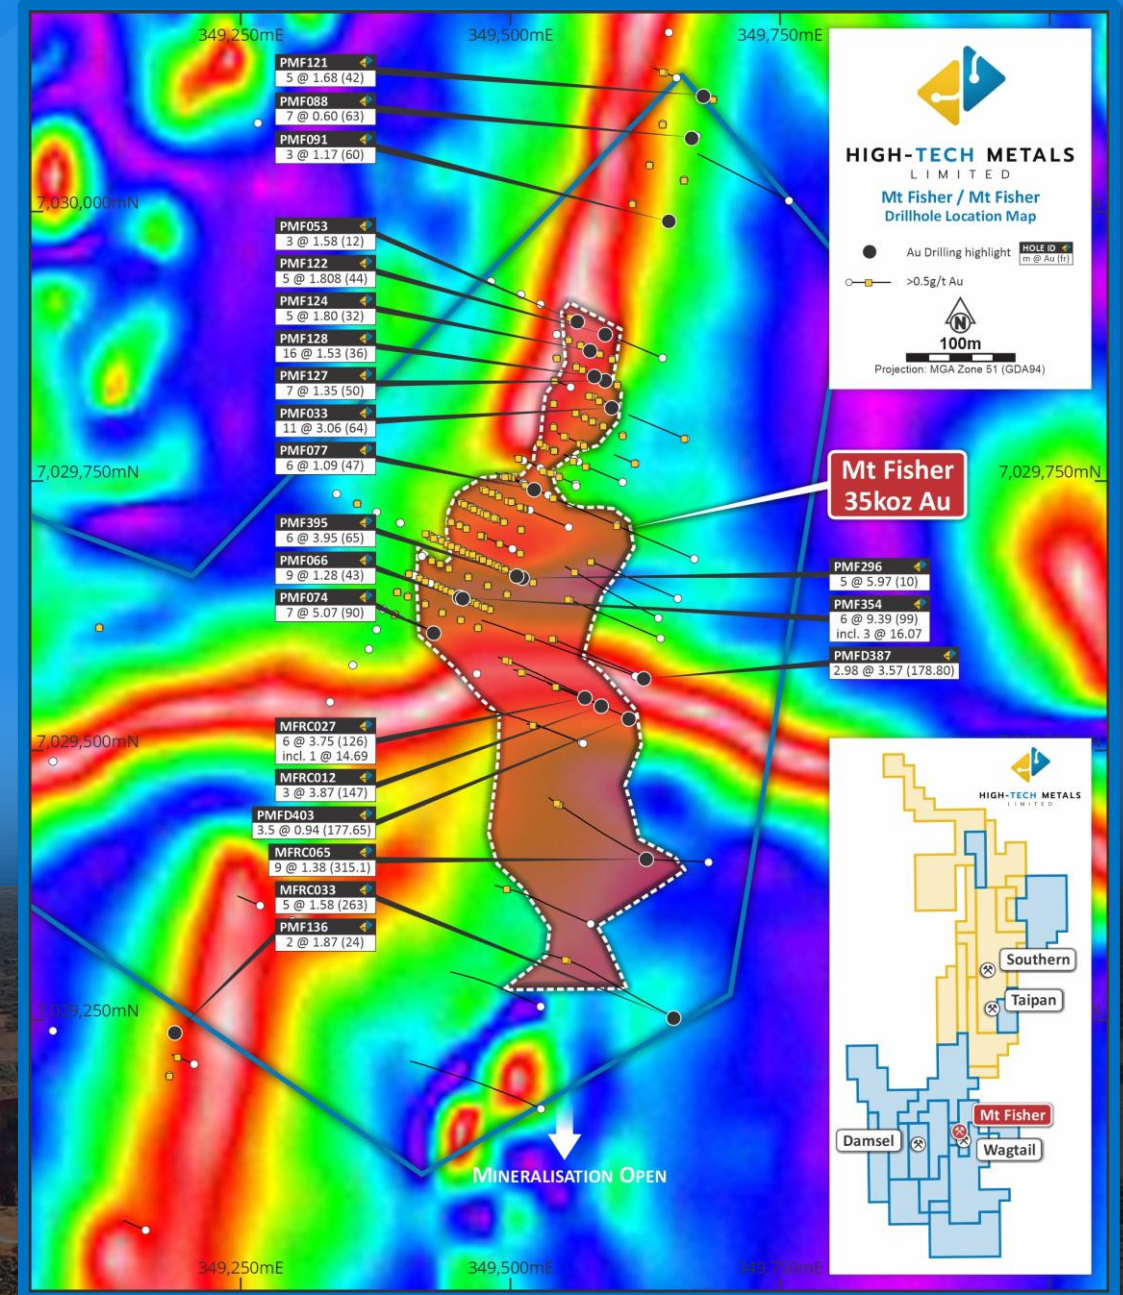 349,250mE
349,500mE
349,750mE
PMF121
5 @ 1.68 (42)
PMF088
7 @ 0.60 (63)
PMF091
3 @ 1.17 (60)
7,030,000mN
PMF053
3 @ 1.58 (12)
PMF122
5 @ 1.808 (44)
PMF124
5 @ 1.80 (32)
PMF128
16 @ 1.53 (36)
PMF127
7 @ 1.35 (50)
PMF033
11 @ 3.06 (64)
PMF077
6 @ 1.09 (47)
7,029,750mN
PMF395
6 @ 3.95 (65)
PMF066
9 @ 1.28 (43)
PMF074
7 @ 5.07 (90)
MFRC027
6 @ 3.75 (126)
incl. 1 @ 14.69
7,029,500mN
MFRC012
3 @ 3.87 (147)
PMFD403
3.5 @ 0.94 (177.65)
MFRC065
9 @ 1.38 (315.1)
MFRC033
5 @ 1.58 (263)
PMF136
2 @ 1.87 (24)
7,029,250mN
HIGH-TECH METALS
LIMITED
Mt Fisher / Mt Fisher
Drillhole Location Map
Au Drilling highlight
HOLE ID
m @ Au (fr)
>0.5g/t Au
N
100m
Projection: MGA Zone 51 (GDA94)
Mt Fisher
35koz Au
7,029,750mN
PMF296
5 @ 5.97 (10)
PMF354
6 @ 9.39 (99)
incl. 3 @ 16.07
PMFD387
2.98 @ 3.57 (178.80)
HIGH-TECH METALS
LIMITED
Southern
Taipan
Mt Fisher
Damsel
Wagtail
MINERALISATION OPEN
349,250mE
349,500mE
349,750mE